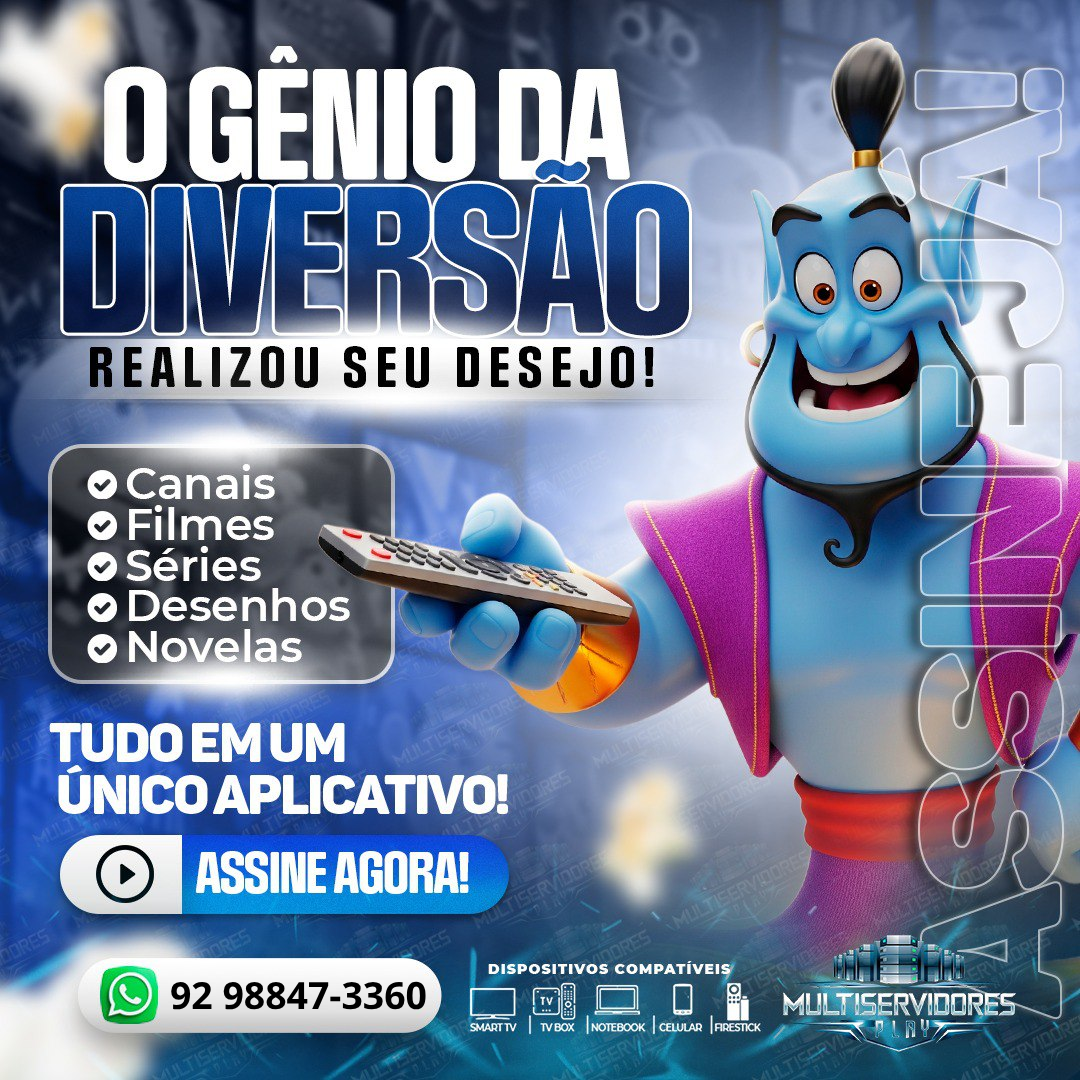 O GÊNIO DA
DIVERSÃO
REALIZOU SEU DESEJO!
Canais
Filmes
Séries
Desenhos
Novelas
TUDO EM UM
ÚNICO APLICATIVO!
ASSINE AGORA!
92 98847-3360
DISPOSITIVOS COMPATÍVEIS
TV
SMART TV | TV BOX | NOTEBOOK | CELULAR | FIRESTICK
MULTISERVIDORES
PLAY
ASSINE JÁ!